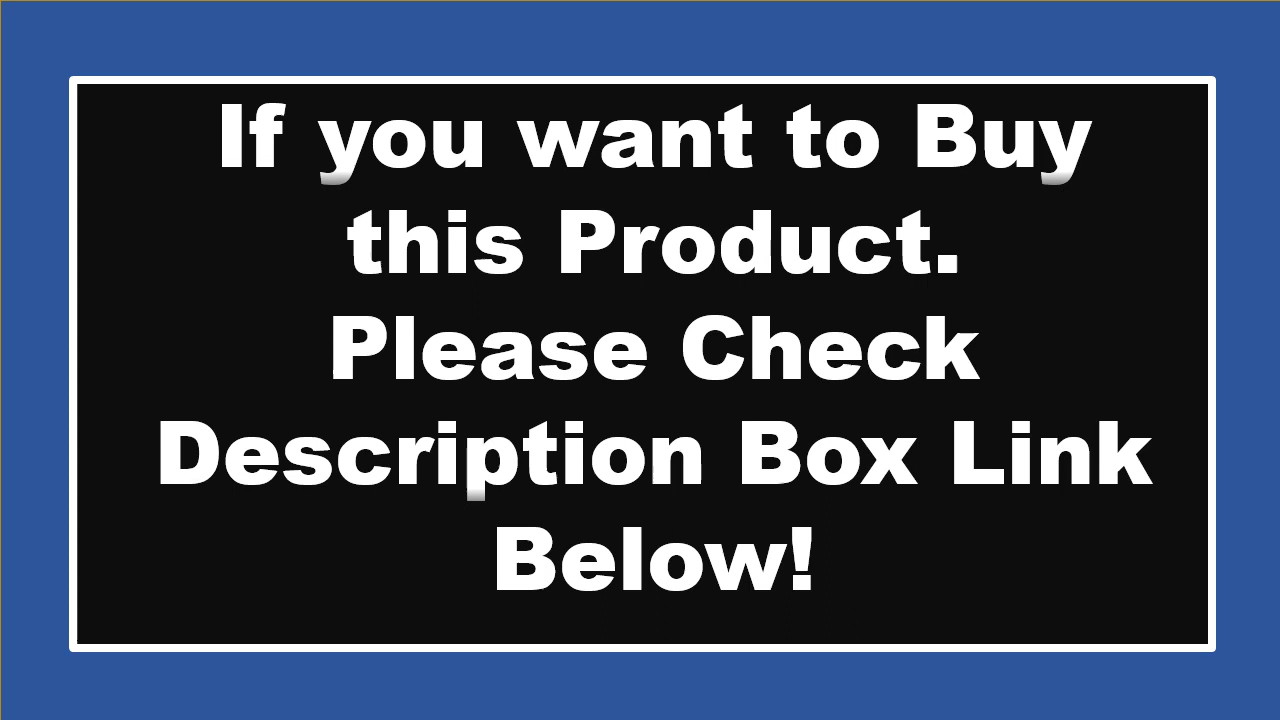 If you want to Buy
this Product.
Please Check
Description Box Link
Below!